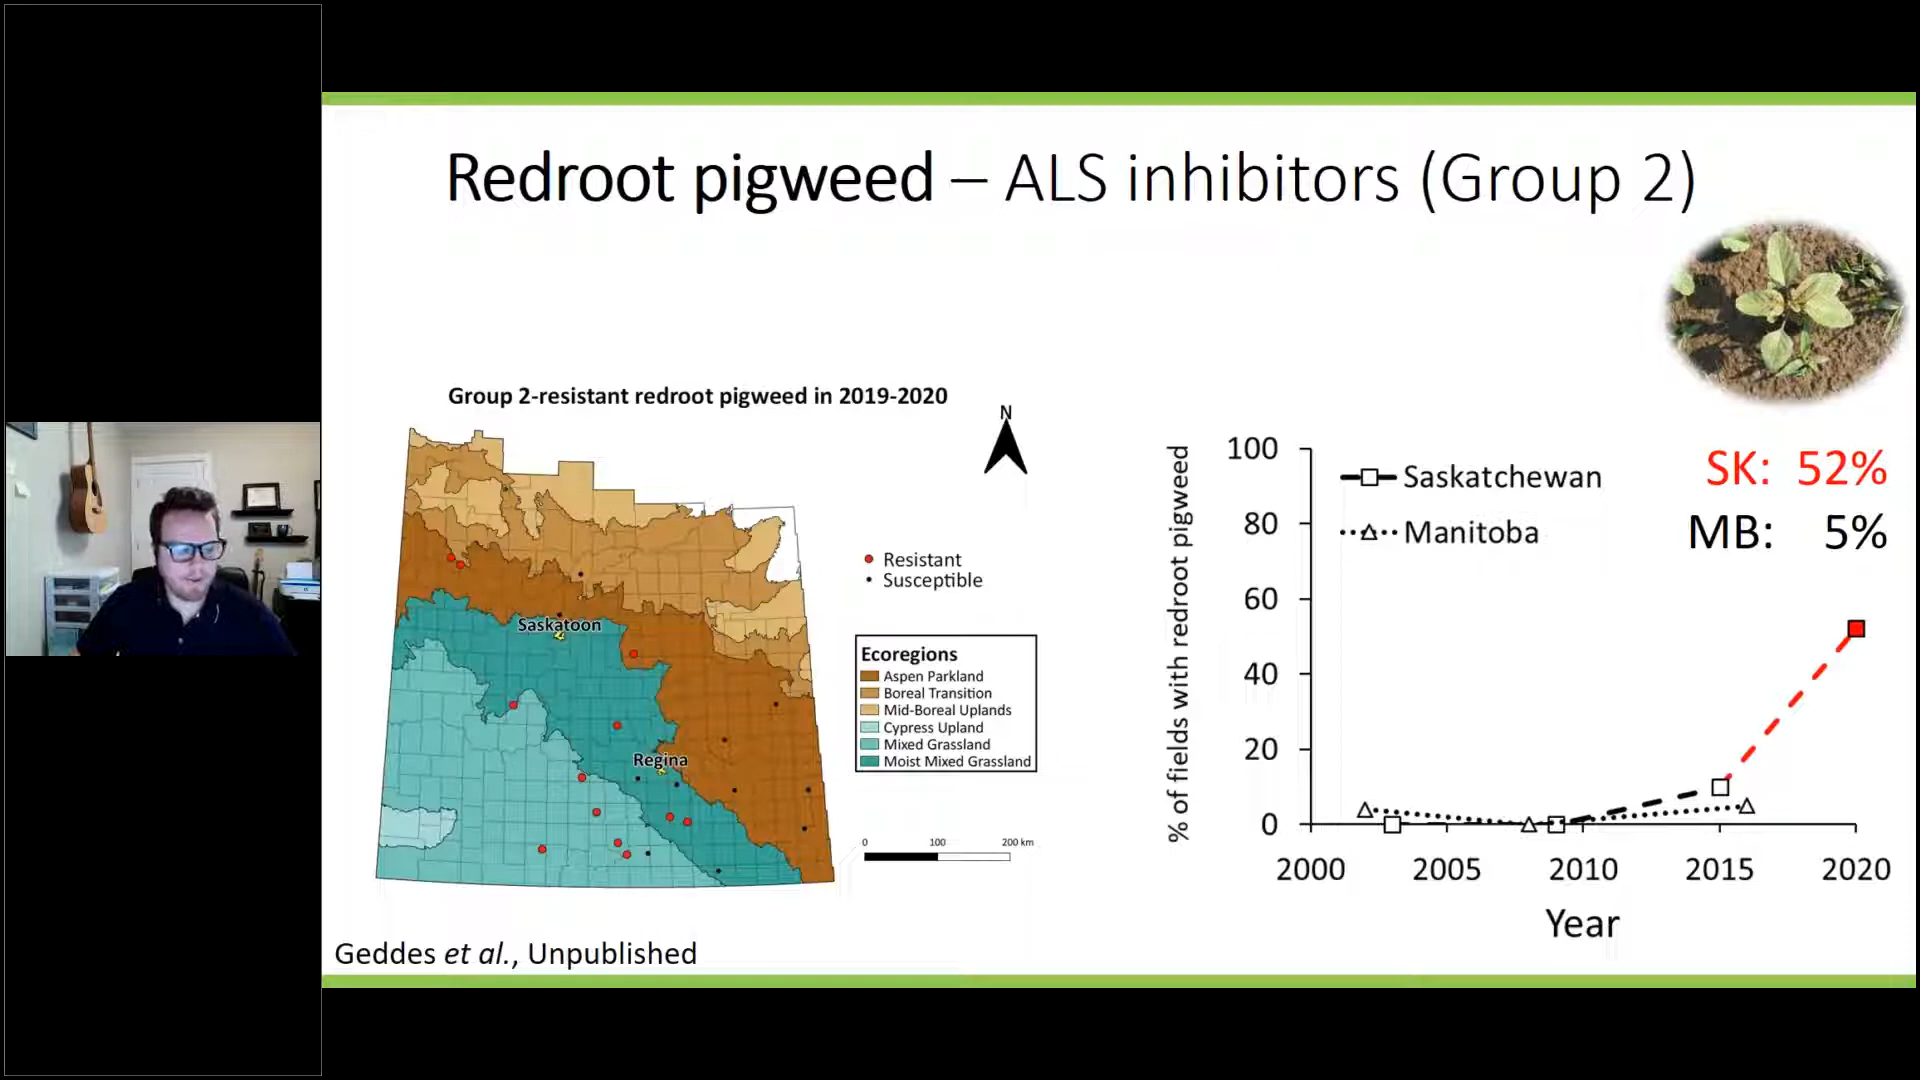 Redroot pigweed – ALS inhibitors (Group 2)
Group 2-resistant redroot pigweed in 2019-2020
N
Resistant
Susceptible
Saskatoon
Regina
Ecoregions
Aspen Parkland
Boreal Transition
Mid-Boreal Uplands
Cypress Upland
Mixed Grassland
Moist Mixed Grassland
0 100 200 km
% of fields with redroot pigweed
100
80
60
40
20
0
Saskatchewan
Manitoba
SK: 52%
MB: 5%
2000 2005 2010 2015 2020
Year
Geddes et al., Unpublished